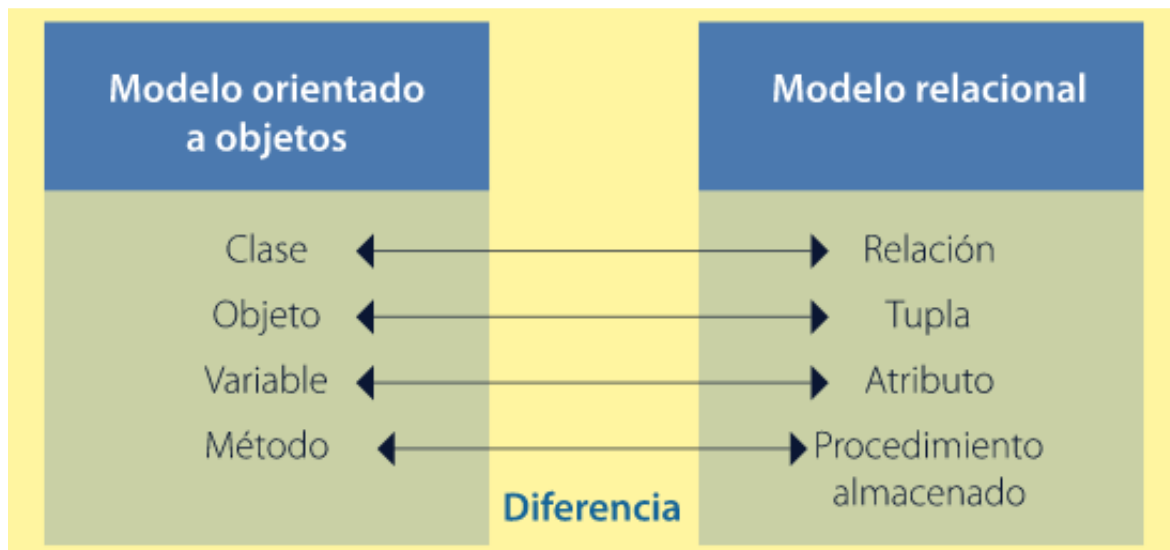 Modelo orientado
a objetos
Modelo relacional
Clase
Relación
Objeto
Tupla
Variable
Atributo
Método
Procedimiento
almacenado
Diferencia